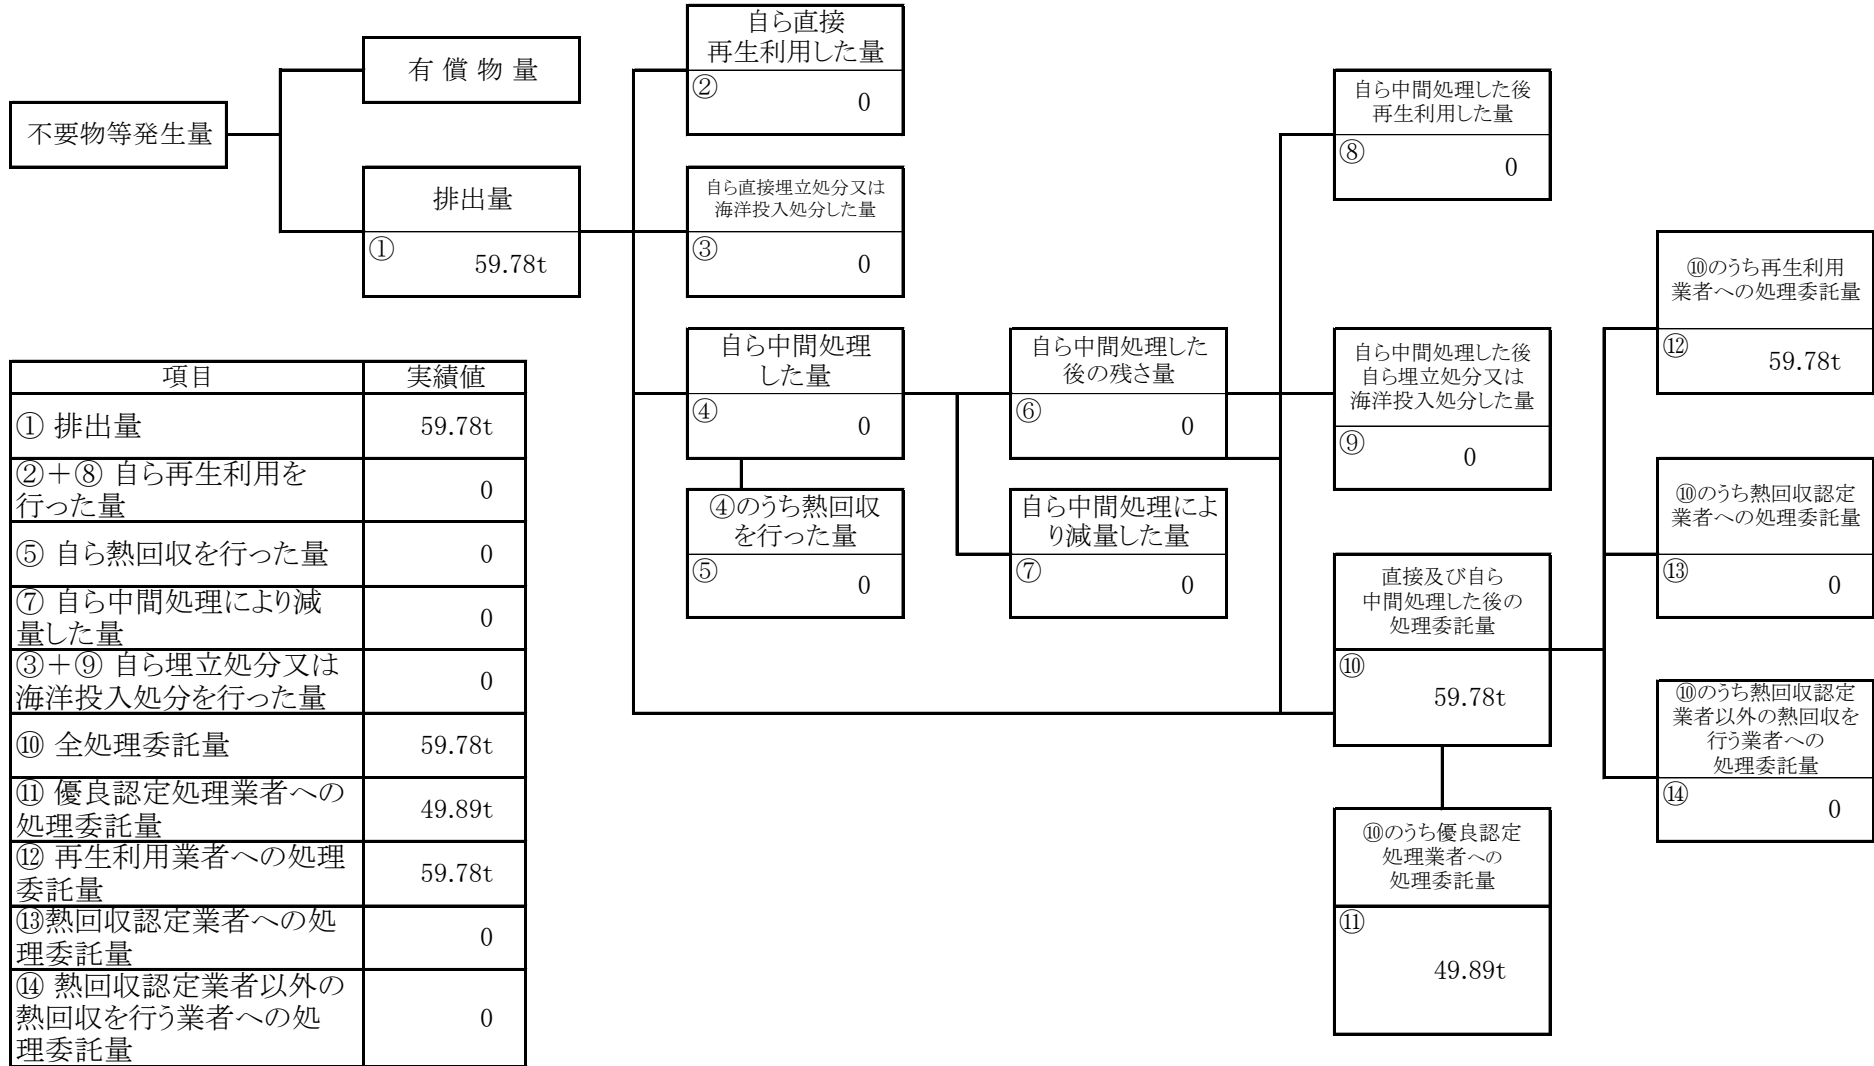 不要物等発生量
有償物量
排出量
①
59.78t
自ら直接
再生利用した量
②
0
自ら直接埋立処分又は
海洋投入処分した量
③
0
自ら中間処理
した量
④
0
④のうち熱回収
を行った量
⑤
0
自ら中間処理した
後の残さ量
⑥
0
自ら中間処理によ
り減量した量
⑦
0
自ら中間処理した後
再生利用した量
⑧
0
自ら中間処理した後
自ら埋立処分又は
海洋投入処分した量
⑨
0
直接及び自ら
中間処理した後の
処理委託量
⑩
59.78t
⑩のうち優良認定
処理業者への
処理委託量
⑪
49.89t
⑩のうち再生利用
業者への処理委託量
⑫
59.78t
⑩のうち熱回収認定
業者への処理委託量
⑬
0
⑩のうち熱回収認定
業者以外の熱回収を
行う業者への
処理委託量
⑭
0
項目 実績値
① 排出量 59.78t
②＋⑧ 自ら再生利用を
行った量 0
⑤ 自ら熱回収を行った量 0
⑦ 自ら中間処理により減
量した量 0
③＋⑨ 自ら埋立処分又は
海洋投入処分を行った量 0
⑩ 全処理委託量 59.78t
⑪ 優良認定処理業者への
処理委託量 49.89t
⑫ 再生利用業者への処理
委託量 59.78t
⑬熱回収認定業者への処
理委託量 0
⑭ 熱回収認定業者以外の
熱回収を行う業者への処
理委託量 0